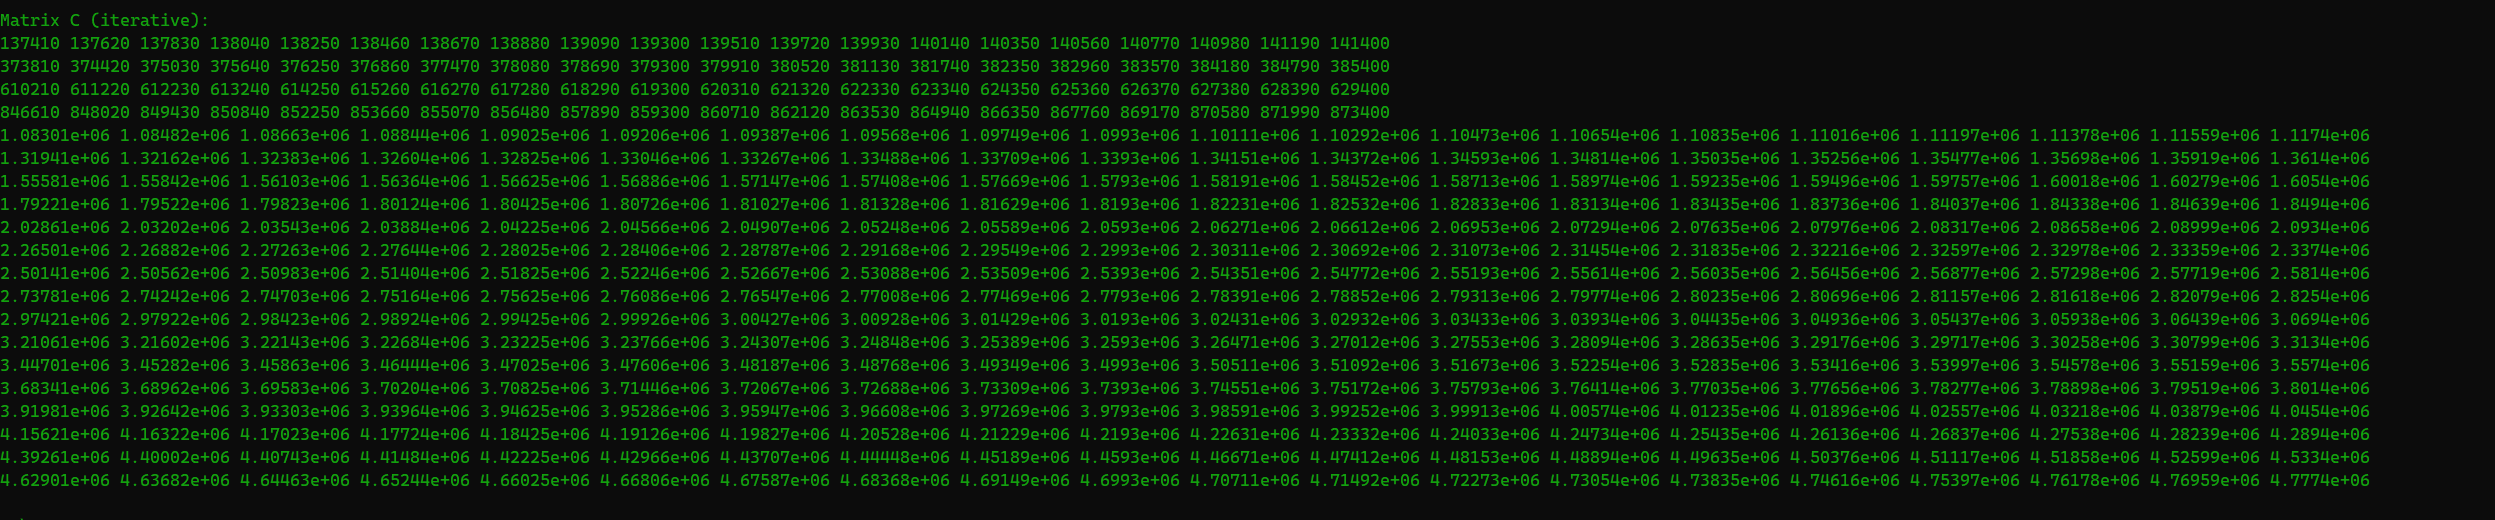 Matrix C (iterative):
137410 137620 137830 138040 138250 138460 138670 138880 139090 139300 139510 139720 139930 140140 140350 140560 140770 140980 141190 141400
373810 374420 375030 375640 376250 376860 377470 378080 378690 379300 379910 380520 381130 381740 382350 382960 383570 384180 384790 385400
610210 611220 612230 613240 614250 615260 616270 617280 618290 619300 620310 621320 622330 623340 624350 625360 626370 627380 628390 629400
846610 848020 849430 850840 852250 853660 855070 856480 857890 859300 860710 862120 863530 864940 866350 867760 869170 870580 871990 873400
1.08301e+06 1.08482e+06 1.08663e+06 1.08844e+06 1.09025e+06 1.09206e+06 1.09387e+06 1.09568e+06 1.09749e+06 1.0993e+06 1.10111e+06 1.10292e+06 1.10473e+06 1.10654e+06 1.10835e+06 1.11016e+06 1.11197e+06 1.11378e+06 1.11559e+06 1.1174e+06
1.31941e+06 1.32162e+06 1.32383e+06 1.32604e+06 1.32825e+06 1.33046e+06 1.33267e+06 1.33488e+06 1.33709e+06 1.3393e+06 1.34151e+06 1.34372e+06 1.34593e+06 1.34814e+06 1.35035e+06 1.35256e+06 1.35477e+06 1.35698e+06 1.35919e+06 1.3614e+06
1.55581e+06 1.55842e+06 1.56103e+06 1.56364e+06 1.56625e+06 1.56886e+06 1.57147e+06 1.57408e+06 1.57669e+06 1.5793e+06 1.58191e+06 1.58452e+06 1.58713e+06 1.58974e+06 1.59235e+06 1.59496e+06 1.59757e+06 1.60018e+06 1.60279e+06 1.6054e+06
1.79221e+06 1.79522e+06 1.79823e+06 1.80124e+06 1.80425e+06 1.80726e+06 1.81027e+06 1.81328e+06 1.81629e+06 1.8193e+06 1.82231e+06 1.82532e+06 1.82833e+06 1.83134e+06 1.83435e+06 1.83736e+06 1.84037e+06 1.84338e+06 1.84639e+06 1.8494e+06
2.02861e+06 2.03202e+06 2.03543e+06 2.03884e+06 2.04225e+06 2.04566e+06 2.04907e+06 2.05248e+06 2.05589e+06 2.0593e+06 2.06271e+06 2.06612e+06 2.06953e+06 2.07294e+06 2.07635e+06 2.07976e+06 2.08317e+06 2.08658e+06 2.08999e+06 2.0934e+06
2.26501e+06 2.26882e+06 2.27263e+06 2.27644e+06 2.28025e+06 2.28406e+06 2.28787e+06 2.29168e+06 2.29549e+06 2.2993e+06 2.30311e+06 2.30692e+06 2.31073e+06 2.31454e+06 2.31835e+06 2.32216e+06 2.32597e+06 2.32978e+06 2.33359e+06 2.3374e+06
2.50141e+06 2.50562e+06 2.50983e+06 2.51404e+06 2.51825e+06 2.52246e+06 2.52667e+06 2.53088e+06 2.53509e+06 2.5393e+06 2.54351e+06 2.54772e+06 2.55193e+06 2.55614e+06 2.56035e+06 2.56456e+06 2.56877e+06 2.57298e+06 2.57719e+06 2.5814e+06
2.73781e+06 2.74242e+06 2.74703e+06 2.75164e+06 2.75625e+06 2.76086e+06 2.76547e+06 2.77008e+06 2.77469e+06 2.7793e+06 2.78391e+06 2.78852e+06 2.79313e+06 2.79774e+06 2.80235e+06 2.80696e+06 2.81157e+06 2.81618e+06 2.82079e+06 2.8254e+06
2.97421e+06 2.97922e+06 2.98423e+06 2.98924e+06 2.99425e+06 2.99926e+06 3.00427e+06 3.00928e+06 3.01429e+06 3.0193e+06 3.02431e+06 3.02932e+06 3.03433e+06 3.03934e+06 3.04435e+06 3.04936e+06 3.05437e+06 3.05938e+06 3.06439e+06 3.0694e+06
3.21061e+06 3.21602e+06 3.22143e+06 3.22684e+06 3.23225e+06 3.23766e+06 3.24307e+06 3.24848e+06 3.25389e+06 3.2593e+06 3.26471e+06 3.27012e+06 3.27553e+06 3.28094e+06 3.28635e+06 3.29176e+06 3.29717e+06 3.30258e+06 3.30799e+06 3.3134e+06
3.44701e+06 3.45282e+06 3.45863e+06 3.46444e+06 3.47025e+06 3.47606e+06 3.48187e+06 3.48768e+06 3.49349e+06 3.4993e+06 3.50511e+06 3.51092e+06 3.51673e+06 3.52254e+06 3.52835e+06 3.53416e+06 3.53997e+06 3.54578e+06 3.55159e+06 3.5574e+06
3.68341e+06 3.68962e+06 3.69583e+06 3.70204e+06 3.70825e+06 3.71446e+06 3.72067e+06 3.72688e+06 3.73309e+06 3.7393e+06 3.74551e+06 3.75172e+06 3.75793e+06 3.76414e+06 3.77035e+06 3.77656e+06 3.78277e+06 3.78898e+06 3.79519e+06 3.8014e+06
3.91981e+06 3.92642e+06 3.93303e+06 3.93964e+06 3.94625e+06 3.95286e+06 3.95947e+06 3.96608e+06 3.97269e+06 3.9793e+06 3.98591e+06 3.99252e+06 3.99913e+06 4.00574e+06 4.01235e+06 4.01896e+06 4.02557e+06 4.03218e+06 4.03879e+06 4.0454e+06
4.15621e+06 4.16322e+06 4.17023e+06 4.17724e+06 4.18425e+06 4.19126e+06 4.19827e+06 4.20528e+06 4.21229e+06 4.2193e+06 4.22631e+06 4.23332e+06 4.24033e+06 4.24734e+06 4.25435e+06 4.26136e+06 4.26837e+06 4.27538e+06 4.28239e+06 4.2894e+06
4.39261e+06 4.40002e+06 4.40743e+06 4.41484e+06 4.42225e+06 4.42966e+06 4.43707e+06 4.44448e+06 4.45189e+06 4.4593e+06 4.46671e+06 4.47412e+06 4.48153e+06 4.48894e+06 4.49635e+06 4.50376e+06 4.51117e+06 4.51858e+06 4.52599e+06 4.5334e+06
4.62901e+06 4.63682e+06 4.64463e+06 4.65244e+06 4.66025e+06 4.66806e+06 4.67587e+06 4.68368e+06 4.69149e+06 4.6993e+06 4.70711e+06 4.71492e+06 4.72273e+06 4.73054e+06 4.73835e+06 4.74616e+06 4.75397e+06 4.76178e+06 4.76959e+06 4.7774e+06